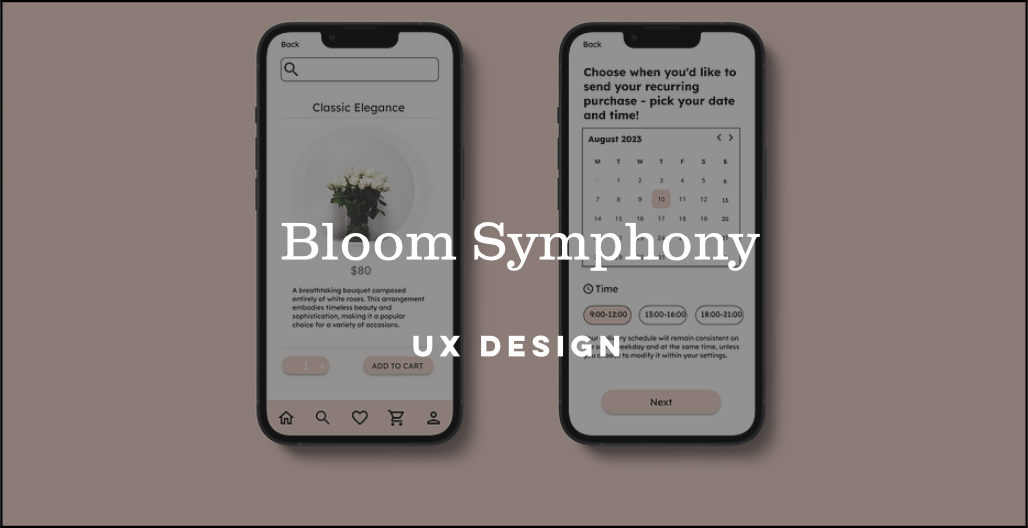 Back
Classic Elegance
$80
A breathtaking bouquet composed
entirely of white roses. This arrangement
embodies timeless beauty and
sophistication, making it a popular
choice for a variety of occasions.
- 1 +
ADD TO CART
Back
Choose when you'd like to
send your recurring
purchase - pick your date
and time!
August 2023
M T W T F S S
1 2 3 4 5 6
7 8 9 10 11 12 13
14 15 16 17 18 19 20
Time
9:00-12:00 13:00-16:00 18:00-21:00
schedule will remain consistent on
weekday and at the same time, unless
to modify it within your settings.
Next
Bloom Symphony
UX DESIGN